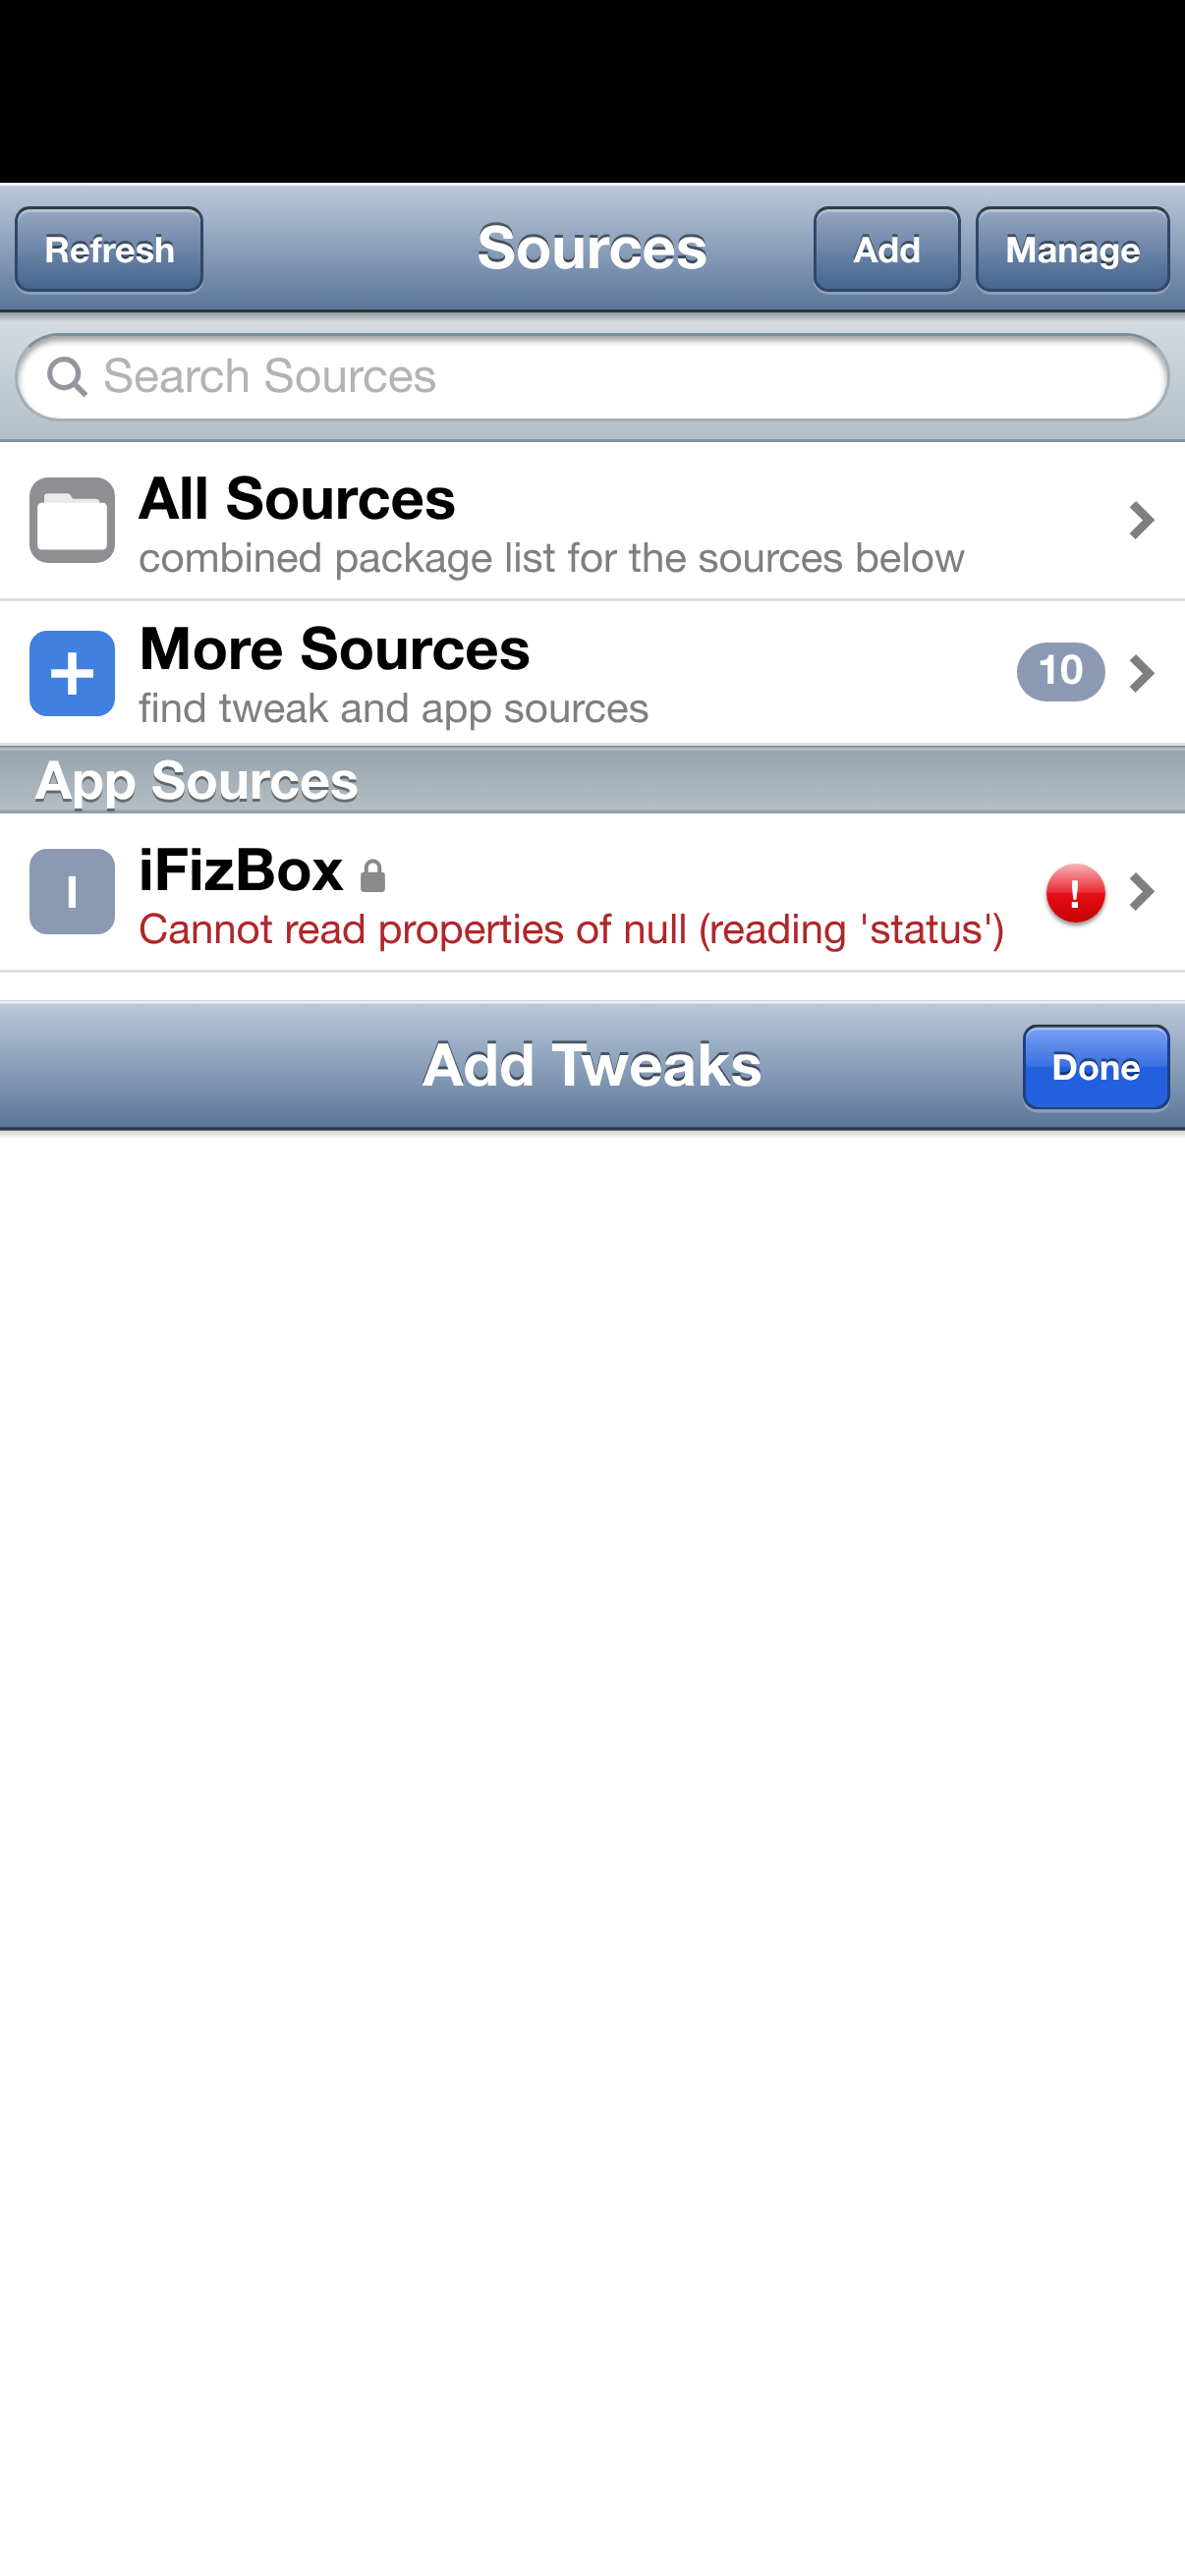 Refresh
Sources
Add
Manage
Search Sources
All Sources
combined package list for the sources below
More Sources
find tweak and app sources
10
App Sources
I
iFizBox
Cannot read properties of null (reading 'status')
!
Add Tweaks
Done